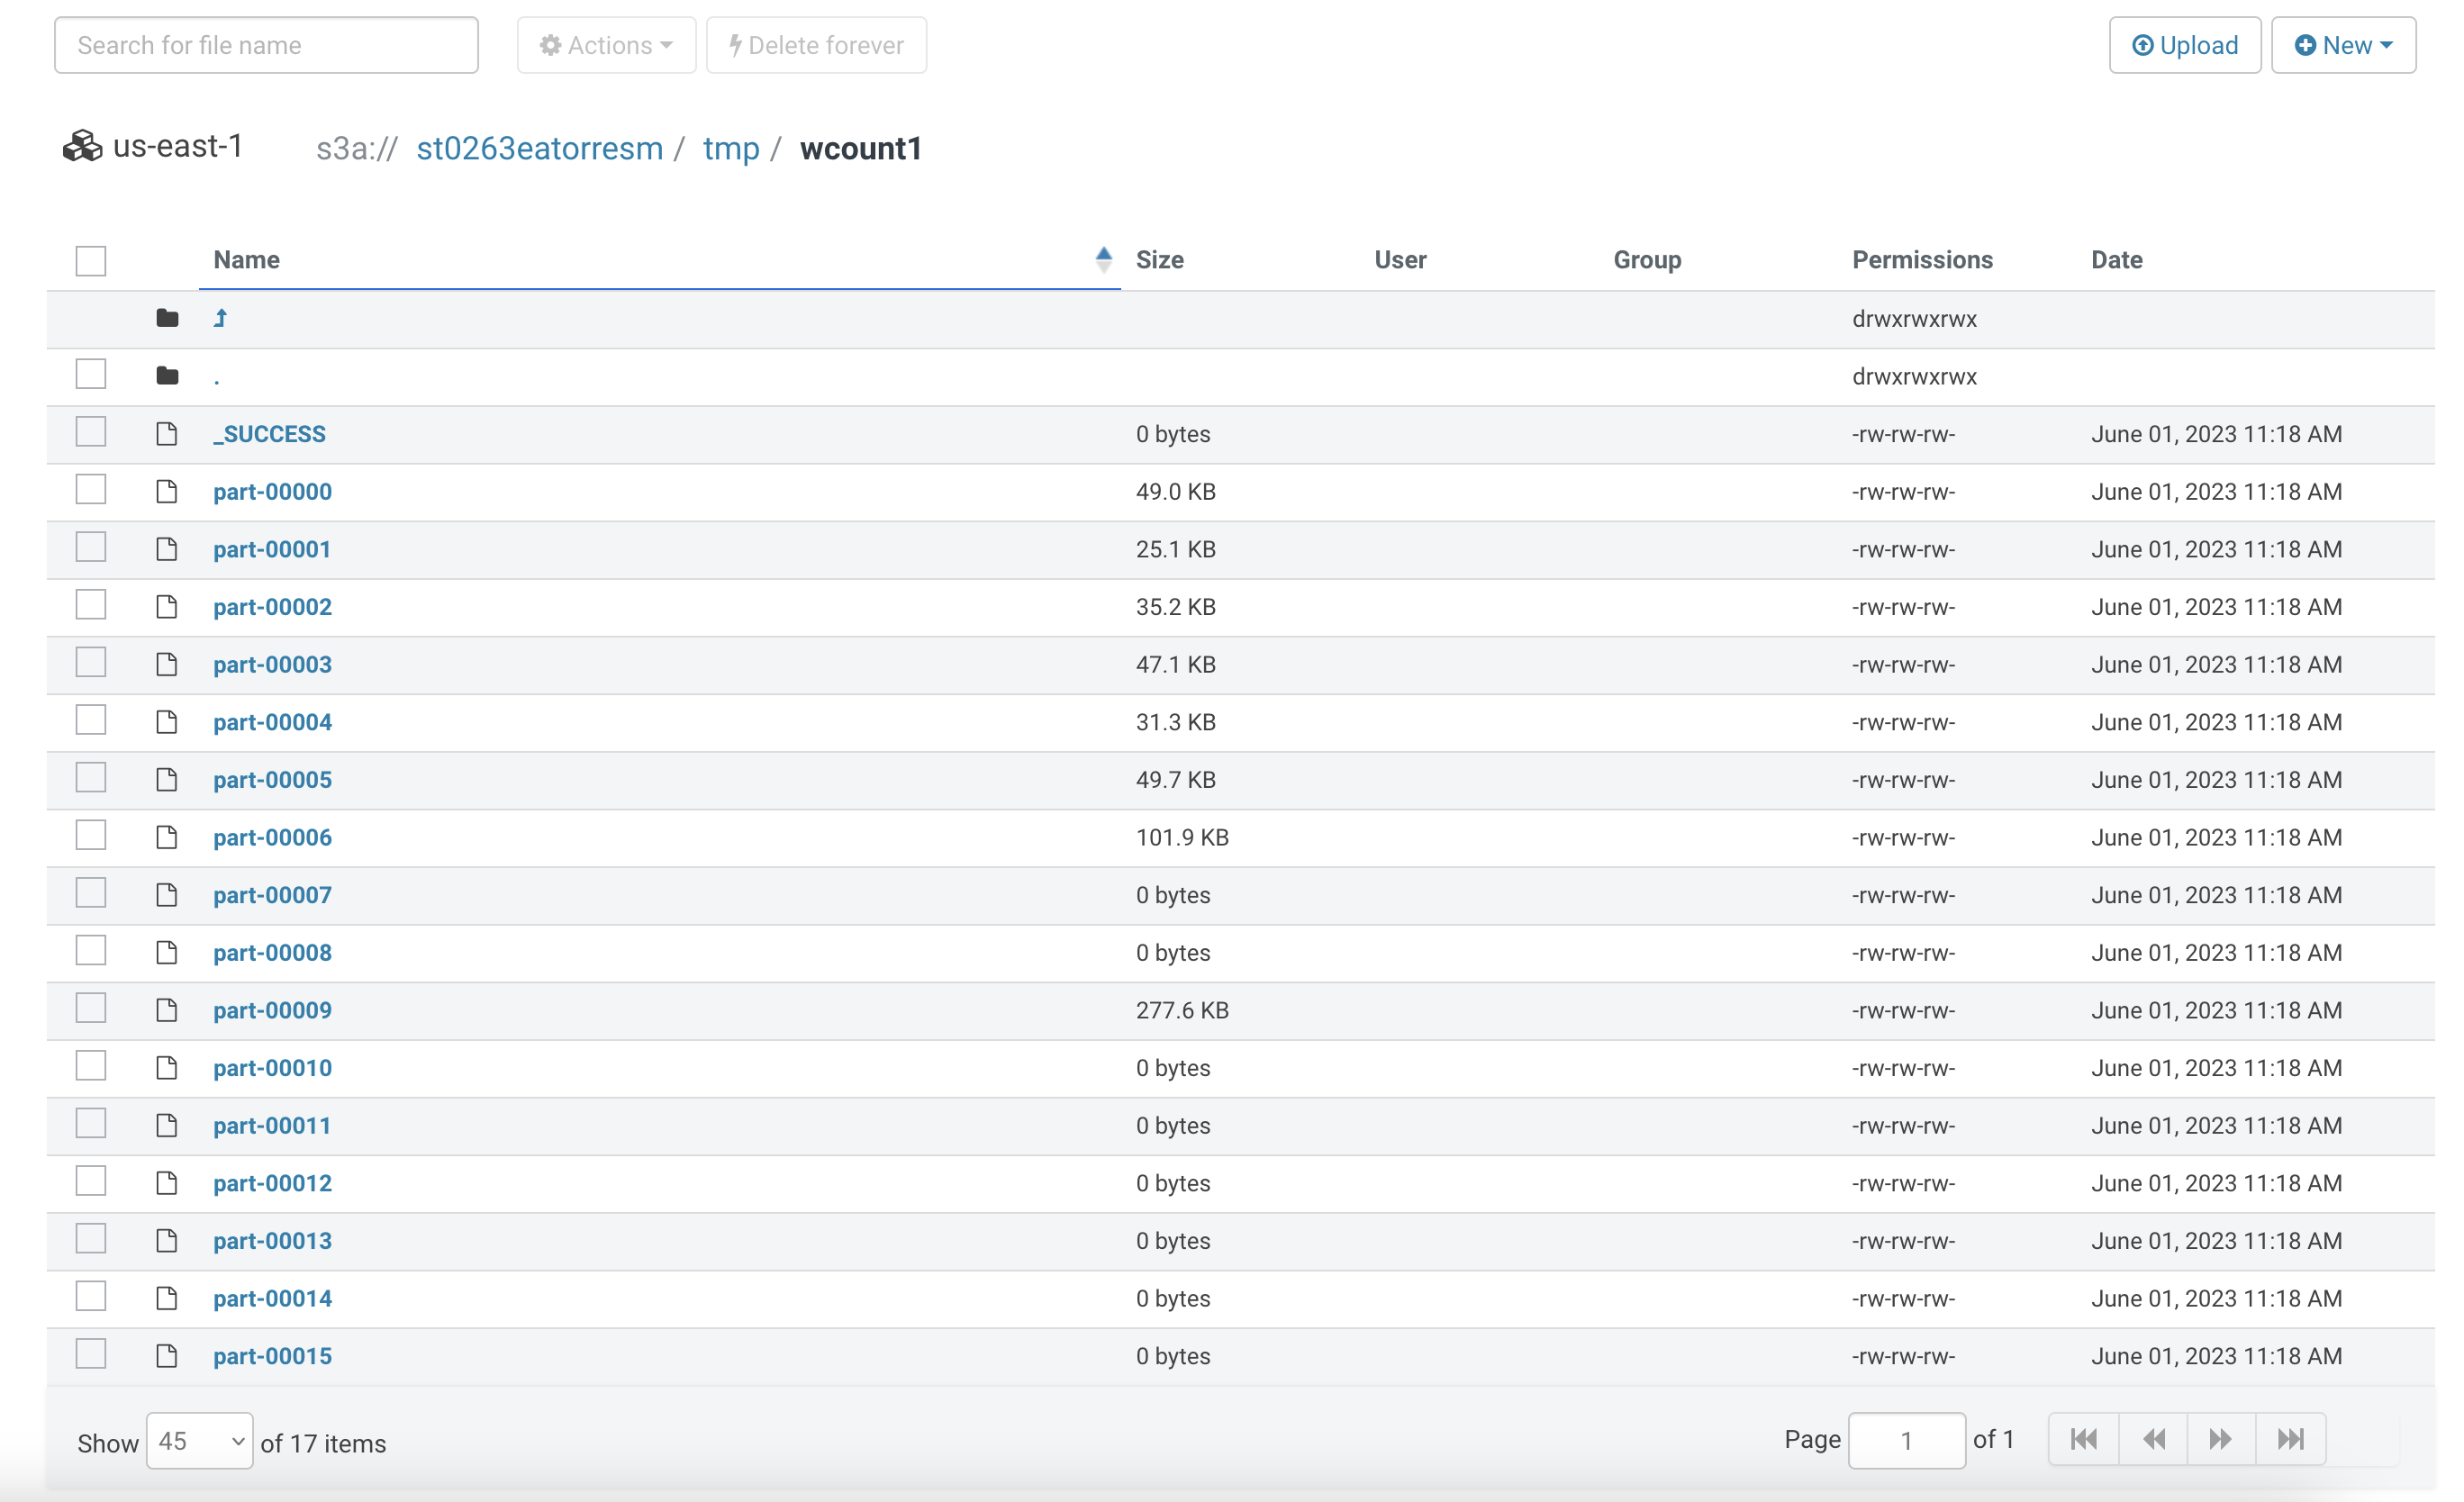 Search for file name Actions Delete forever Upload New
us-east-1 s3a:// st0263eatorresm / tmp / wcount1
Name Size User Group Permissions Date
drwxrwxrwx
. drwxrwxrwx
_SUCCESS 0 bytes -rw-rw-rw- June 01, 2023 11:18 AM
part-00000 49.0 KB -rw-rw-rw- June 01, 2023 11:18 AM
part-00001 25.1 KB -rw-rw-rw- June 01, 2023 11:18 AM
part-00002 35.2 KB -rw-rw-rw- June 01, 2023 11:18 AM
part-00003 47.1 KB -rw-rw-rw- June 01, 2023 11:18 AM
part-00004 31.3 KB -rw-rw-rw- June 01, 2023 11:18 AM
part-00005 49.7 KB -rw-rw-rw- June 01, 2023 11:18 AM
part-00006 101.9 KB -rw-rw-rw- June 01, 2023 11:18 AM
part-00007 0 bytes -rw-rw-rw- June 01, 2023 11:18 AM
part-00008 0 bytes -rw-rw-rw- June 01, 2023 11:18 AM
part-00009 277.6 KB -rw-rw-rw- June 01, 2023 11:18 AM
part-00010 0 bytes -rw-rw-rw- June 01, 2023 11:18 AM
part-00011 0 bytes -rw-rw-rw- June 01, 2023 11:18 AM
part-00012 0 bytes -rw-rw-rw- June 01, 2023 11:18 AM
part-00013 0 bytes -rw-rw-rw- June 01, 2023 11:18 AM
part-00014 0 bytes -rw-rw-rw- June 01, 2023 11:18 AM
part-00015 0 bytes -rw-rw-rw- June 01, 2023 11:18 AM
Show 45 of 17 items Page 1 of 1